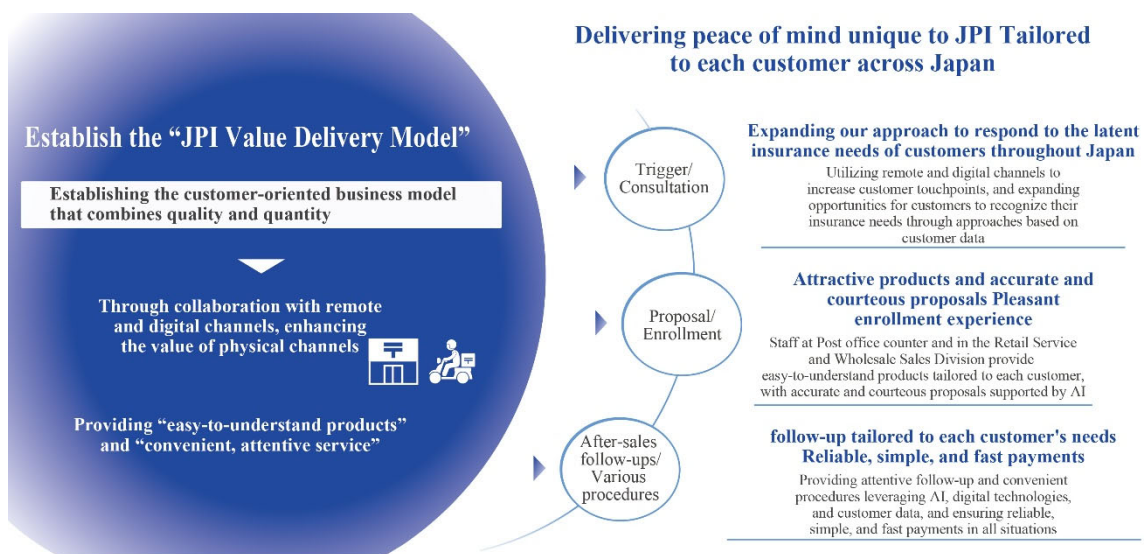 Establish the “JPI Value Delivery Model”
Establishing the customer-oriented business model
that combines quality and quantity
Through collaboration with remote
and digital channels, enhancing
the value of physical channels
Providing “easy-to-understand products”
and “convenient, attentive service”
Delivering peace of mind unique to JPI Tailored
to each customer across Japan
Trigger/
Consultation
Expanding our approach to respond to the latent
insurance needs of customers throughout Japan
Utilizing remote and digital channels to
increase customer touchpoints, and expanding
opportunities for customers to recognize their
insurance needs through approaches based on
customer data
Proposal/
Enrollment
Attractive products and accurate and
courteous proposals Pleasant
enrollment experience
Staff at Post office counter and in the Retail Service
and Wholesale Sales Division provide
easy-to-understand products tailored to each customer,
with accurate and courteous proposals supported by AI
After-sales
follow-ups/
Various
procedures
follow-up tailored to each customer's needs
Reliable, simple, and fast payments
Providing attentive follow-up and convenient
procedures leveraging AI, digital technologies,
and customer data, and ensuring reliable,
simple, and fast payments in all situations